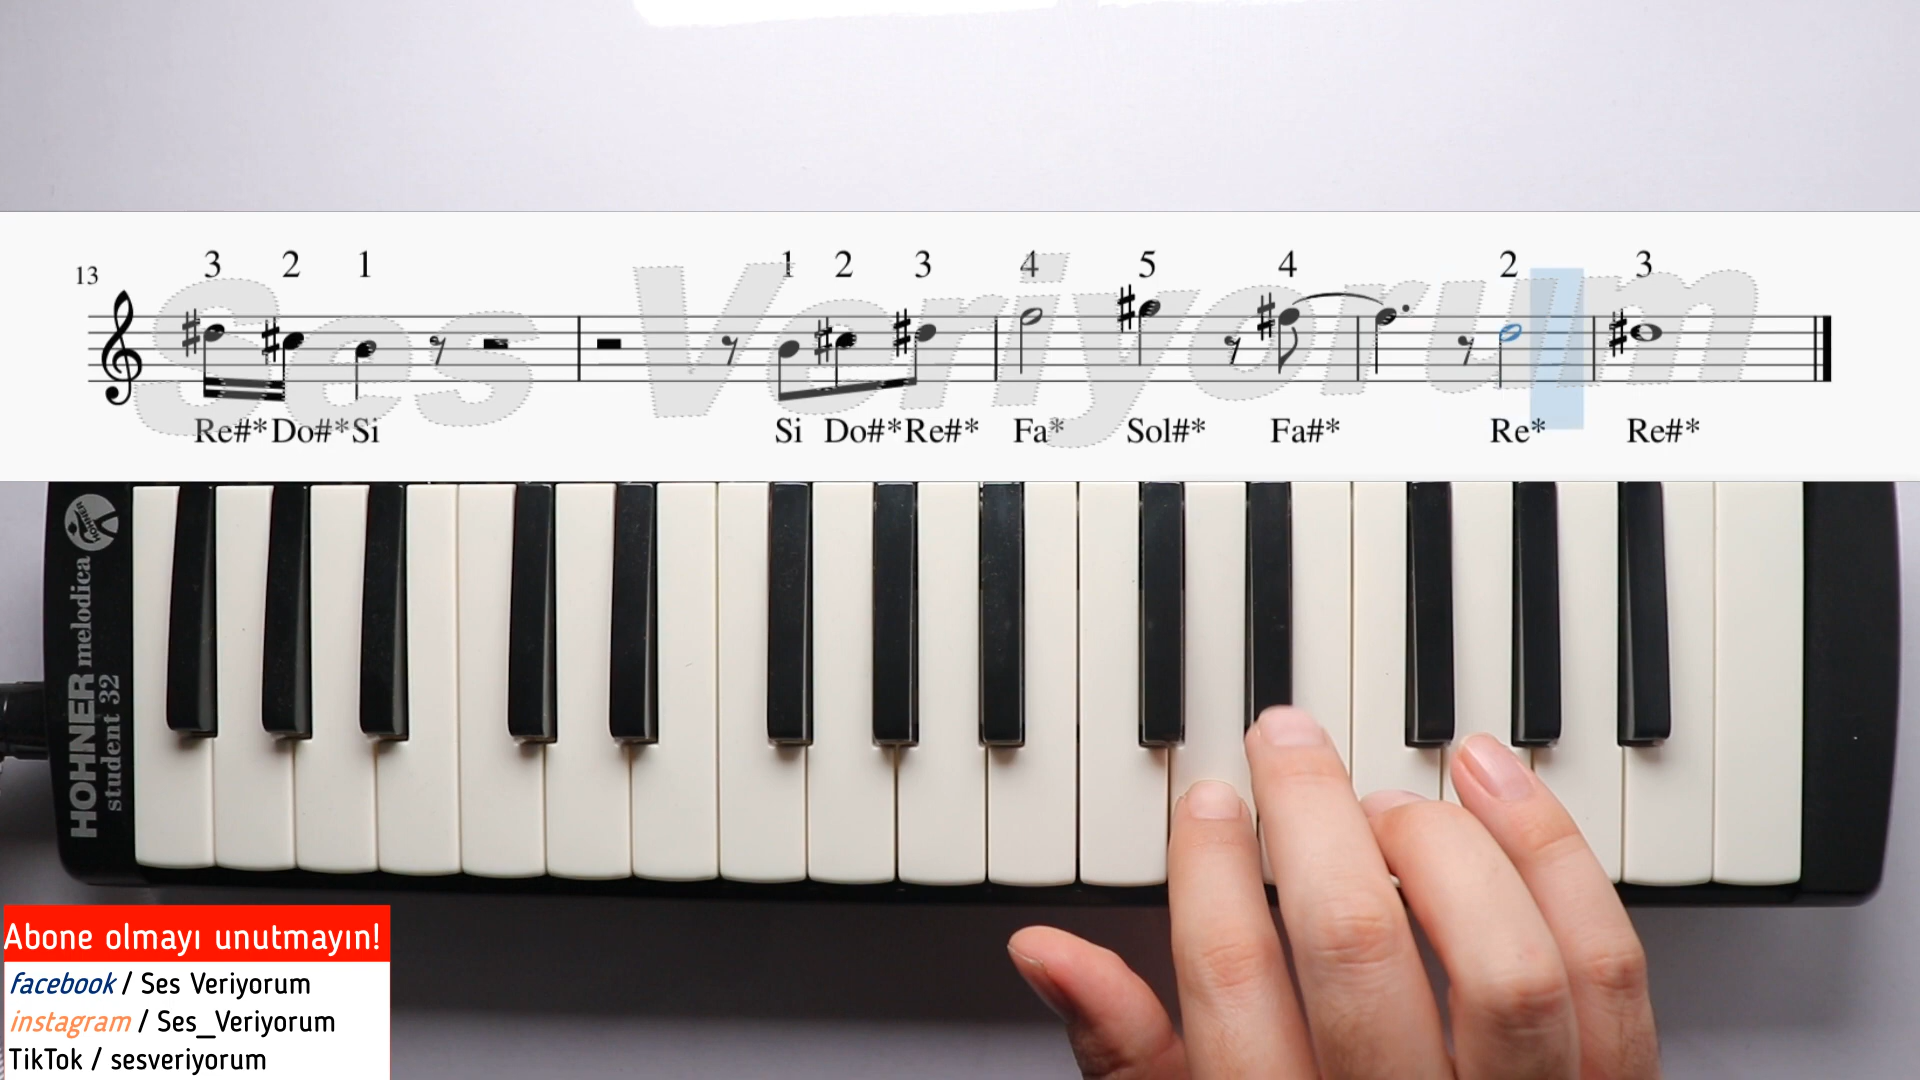 13
3 2 1 1 2 3 4 5 4 2 3
Ses Veriyorum
Re#* Do#* Si Si Do#* Re#* Fa* Sol#* Fa#* Re* Re#*
HOHNER
HOHNER melodica
student 32
Abone olmayı unutmayın!
facebook / Ses Veriyorum
instagram / Ses_Veriyorum
TikTok / sesveriyorum